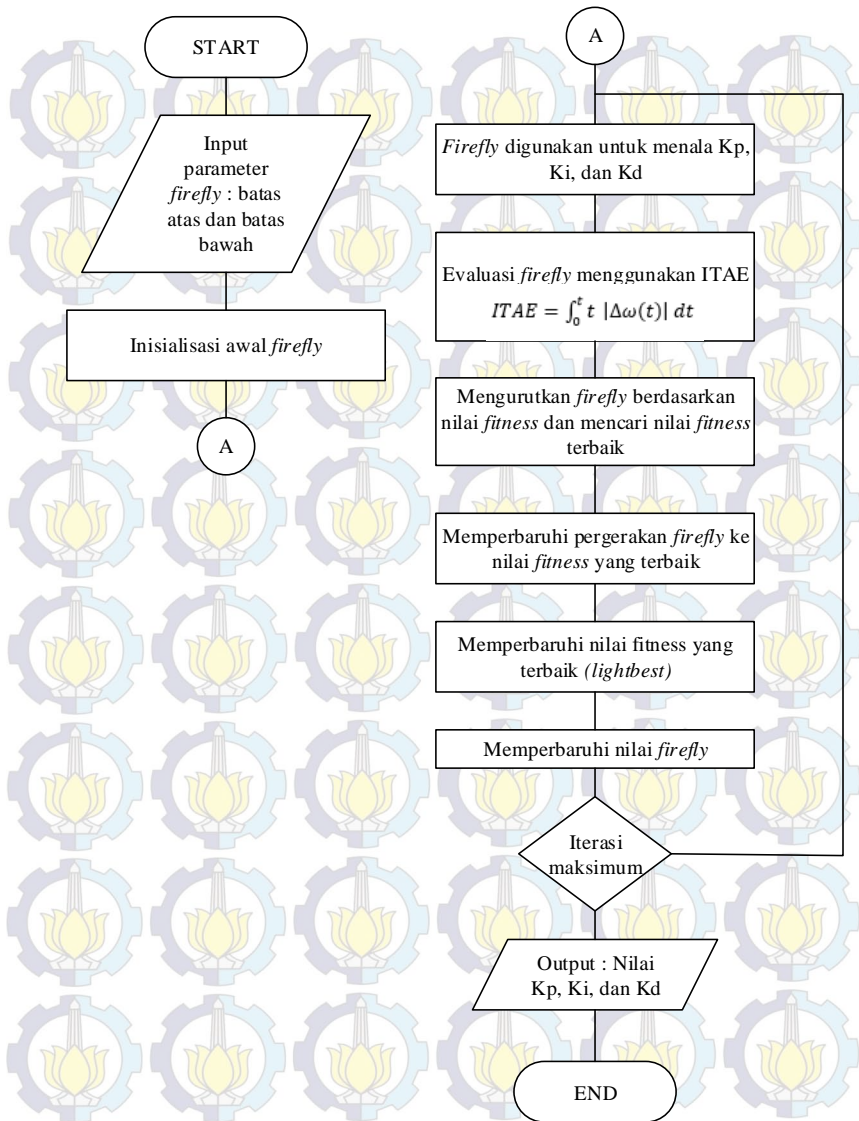 START
Input
parameter
firefly : batas
atas dan batas
bawah
Inisialisasi awal firefly
A
A
Firefly digunakan untuk menala Kp,
Ki, dan Kd
Evaluasi firefly menggunakan ITAE
ITAE = ∫₀ᵗ t |Δω(t)| dt
Mengurutkan firefly berdasarkan
nilai fitness dan mencari nilai fitness
terbaik
Memperbaruhi pergerakan firefly ke
nilai fitness yang terbaik
Memperbaruhi nilai fitness yang
terbaik (lightbest)
Memperbaruhi nilai firefly
Iterasi
maksimum
Output : Nilai
Kp, Ki, dan Kd
END